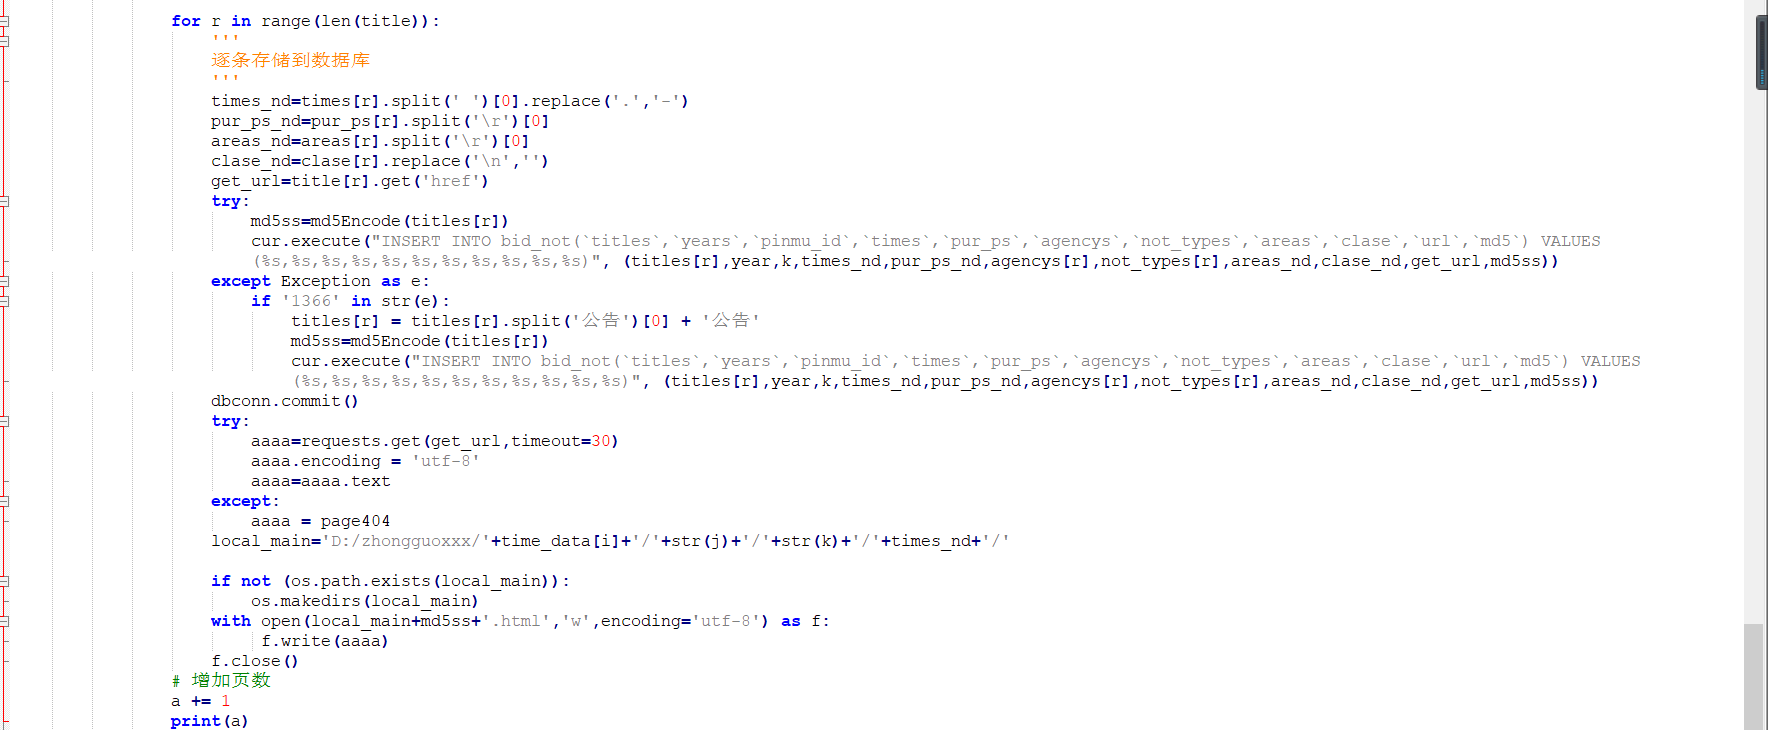 for r in range(len(title)):
'''
逐条存储到数据库
'''
times_nd=times[r].split(' ')[0].replace('.','-')
pur_ps_nd=pur_ps[r].split('\r')[0]
areas_nd=areas[r].split('\r')[0]
clase_nd=clase[r].replace('\n','')
get_url=title[r].get('href')
try:
md5ss=md5Encode(titles[r])
cur.execute("INSERT INTO bid_not(`titles`,`years`,`pinmu_id`,`times`,`pur_ps`,`agencys`,`not_types`,`areas`,`clase`,`url`,`md5`) VALUES
(%s,%s,%s,%s,%s,%s,%s,%s,%s,%s,%s)", (titles[r],year,k,times_nd,pur_ps_nd,agencys[r],not_types[r],areas_nd,clase_nd,get_url,md5ss))
except Exception as e:
if '1366' in str(e):
titles[r] = titles[r].split('公告')[0] + '公告'
md5ss=md5Encode(titles[r])
cur.execute("INSERT INTO bid_not(`titles`,`years`,`pinmu_id`,`times`,`pur_ps`,`agencys`,`not_types`,`areas`,`clase`,`url`,`md5`) VALUES
(%s,%s,%s,%s,%s,%s,%s,%s,%s,%s,%s)", (titles[r],year,k,times_nd,pur_ps_nd,agencys[r],not_types[r],areas_nd,clase_nd,get_url,md5ss))
dbconn.commit()
try:
aaaa=requests.get(get_url,timeout=30)
aaaa.encoding = 'utf-8'
aaaa=aaaa.text
except:
aaaa = page404
local_main='D:/zhongguoxxx/'+time_data[i]+'/'+str(j)+'/'+str(k)+'/'+times_nd+'/'
if not (os.path.exists(local_main)):
os.makedirs(local_main)
with open(local_main+md5ss+'.html','w',encoding='utf-8') as f:
f.write(aaaa)
f.close()
# 增加页数
a += 1
print(a)